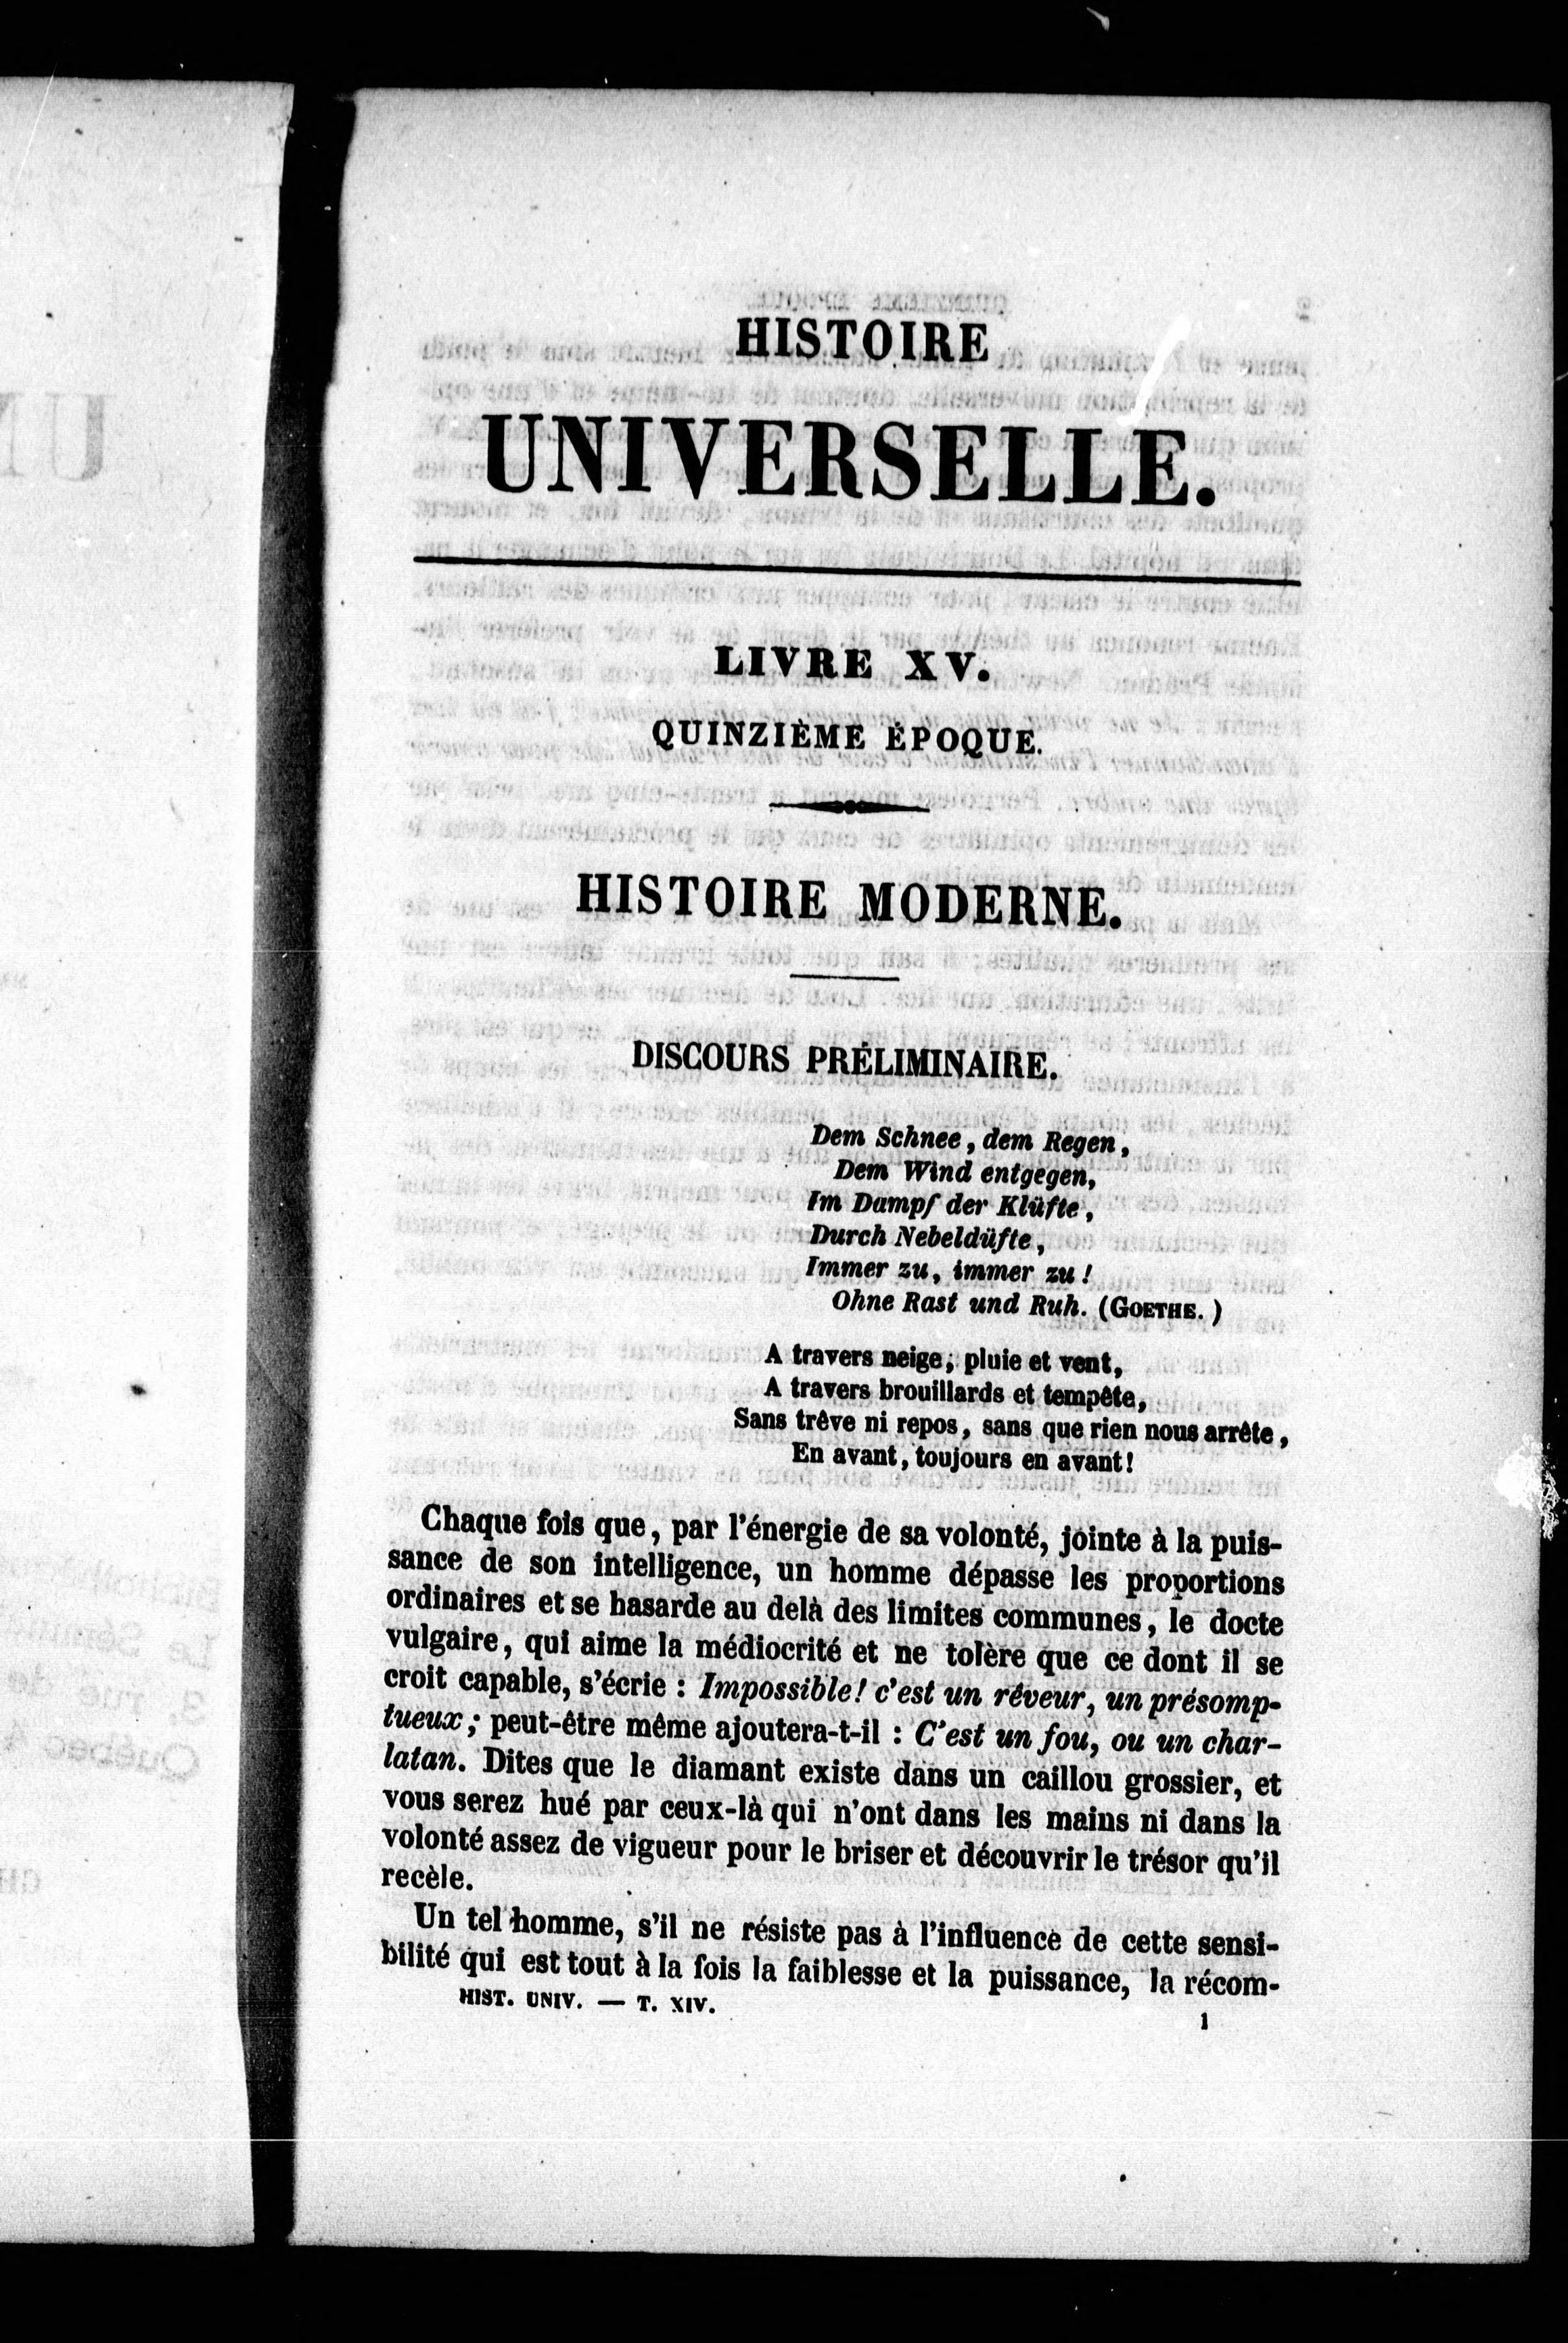 HISTOIRE
UNIVERSELLE.
LIVRE XV.
QUINZIÈME ÉPOQUE.
HISTOIRE MODERNE.
DISCOURS PRÉLIMINAIRE.
Dem Schnee, dem Regen,
Dem Wind entgegen,
Im Dampf der Klüfte,
Durch Nebeldüfte,
Immer zu, immer zu!
Ohne Rast und Ruh. (GOETHE.)
A travers neige, pluie et vent,
A travers brouillards et tempête,
Sans trêve ni repos, sans que rien nous arrête,
En avant, toujours en avant!
Chaque fois que, par l'énergie de sa volonté, jointe à la puis-
sance de son intelligence, un homme dépasse les proportions
ordinaires et se hasarde au delà des limites communes, le docte
vulgaire, qui aime la médiocrité et ne tolère que ce dont il se
croit capable, s'écrie : Impossible! c'est un rêveur, un présomp-
tueux; peut-être même ajoutera-t-il : C'est un fou, ou un char-
latan. Dites que le diamant existe dans un caillou grossier, et
vous serez hué par ceux-là qui n'ont dans les mains ni dans la
volonté assez de vigueur pour le briser et découvrir le trésor qu'il
recèle.
Un tel homme, s'il ne résiste pas à l'influence de cette sensi-
bilité qui est tout à la fois la faiblesse et la puissance, la récom-
HIST. UNIV. — T. XIV.
1